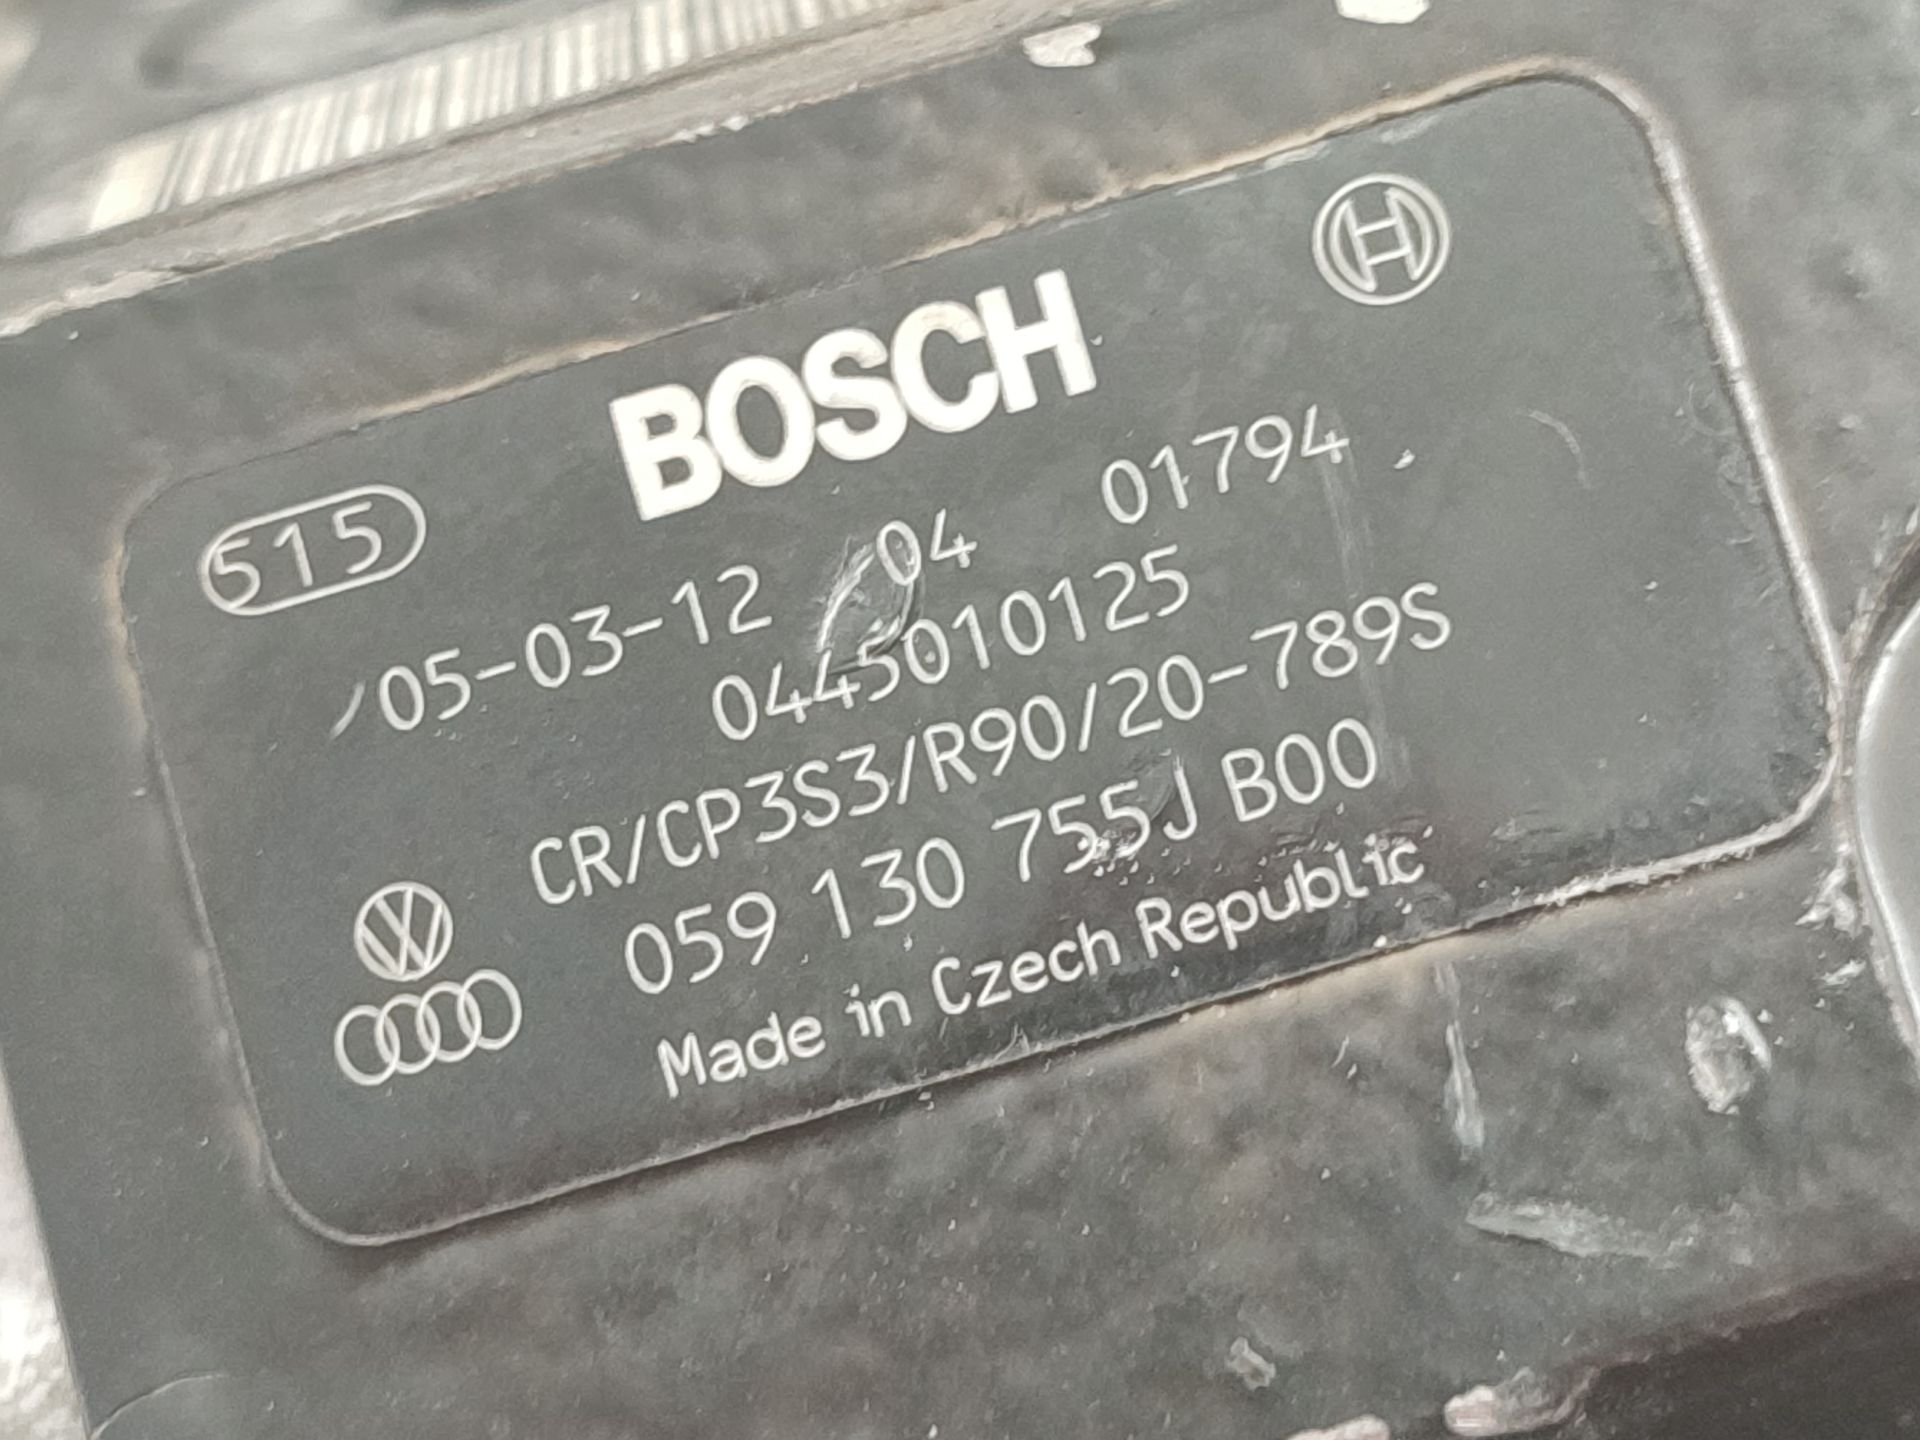 BOSCH
515
05-03-12 04 01794
0445010125
CR/CP3S3/R90/20-789S
059 130 755J B00
Made in Czech Republic